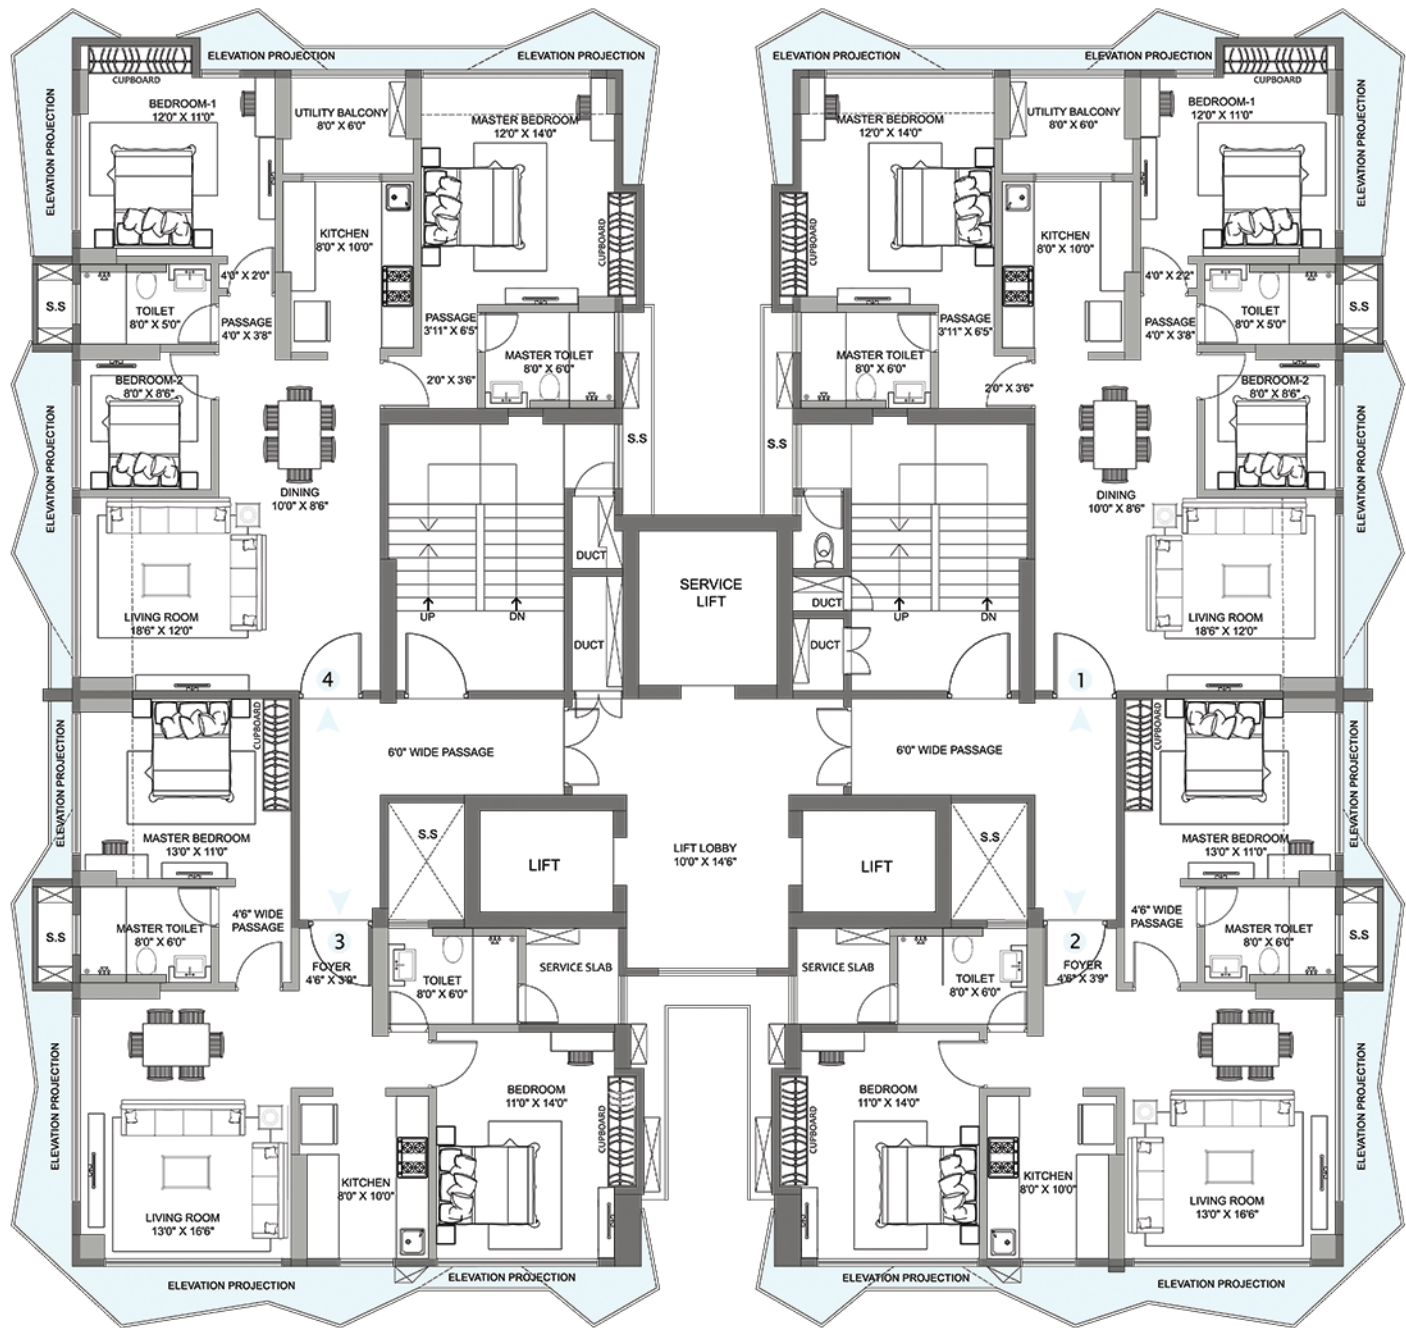 ELEVATION PROJECTION
ELEVATION PROJECTION
ELEVATION PROJECTION
ELEVATION PROJECTION
CUPBOARD
CUPBOARD
ELEVATION PROJECTION
BEDROOM-1
12'0" X 11'0"
UTILITY BALCONY
8'0" X 6'0"
MASTER BEDROOM
12'0" X 14'0"
MASTER BEDROOM
12'0" X 14'0"
UTILITY BALCONY
8'0" X 6'0"
BEDROOM-1
12'0" X 11'0"
ELEVATION PROJECTION
KITCHEN
8'0" X 10'0"
CUPBOARD
CUPBOARD
KITCHEN
8'0" X 10'0"
4'0" X 2'0"
4'0" X 2'2"
S.S
TOILET
8'0" X 5'0"
PASSAGE
4'0" X 3'8"
PASSAGE
3'11" X 6'5"
PASSAGE
3'11" X 6'5"
PASSAGE
4'0" X 3'8"
TOILET
8'0" X 5'0"
S.S
MASTER TOILET
8'0" X 6'0"
MASTER TOILET
8'0" X 6'0"
BEDROOM-2
8'0" X 8'6"
2'0" X 3'6"
2'0" X 3'6"
BEDROOM-2
8'0" X 8'6"
ELEVATION PROJECTION
S.S
S.S
ELEVATION PROJECTION
DINING
10'0" X 8'6"
DINING
10'0" X 8'6"
DUCT
SERVICE
LIFT
DUCT
LIVING ROOM
18'6" X 12'0"
UP
DN
UP
DN
LIVING ROOM
18'6" X 12'0"
DUCT
DUCT
4
1
CUPBOARD
CUPBOARD
ELEVATION PROJECTION
6'0" WIDE PASSAGE
6'0" WIDE PASSAGE
ELEVATION PROJECTION
MASTER BEDROOM
13'0" X 11'0"
S.S
LIFT
LIFT LOBBY
10'0" X 14'6"
LIFT
S.S
MASTER BEDROOM
13'0" X 11'0"
S.S
MASTER TOILET
8'0" X 6'0"
4'6" WIDE
PASSAGE
4'6" WIDE
PASSAGE
MASTER TOILET
8'0" X 6'0"
S.S
3
2
FOYER
4'6" X 3'9"
TOILET
8'0" X 6'0"
SERVICE SLAB
SERVICE SLAB
TOILET
8'0" X 6'0"
FOYER
4'6" X 3'9"
ELEVATION PROJECTION
BEDROOM
11'0" X 14'0"
BEDROOM
11'0" X 14'0"
ELEVATION PROJECTION
CUPBOARD
CUPBOARD
KITCHEN
8'0" X 10'0"
KITCHEN
8'0" X 10'0"
LIVING ROOM
13'0" X 16'6"
LIVING ROOM
13'0" X 16'6"
ELEVATION PROJECTION
ELEVATION PROJECTION
ELEVATION PROJECTION
ELEVATION PROJECTION